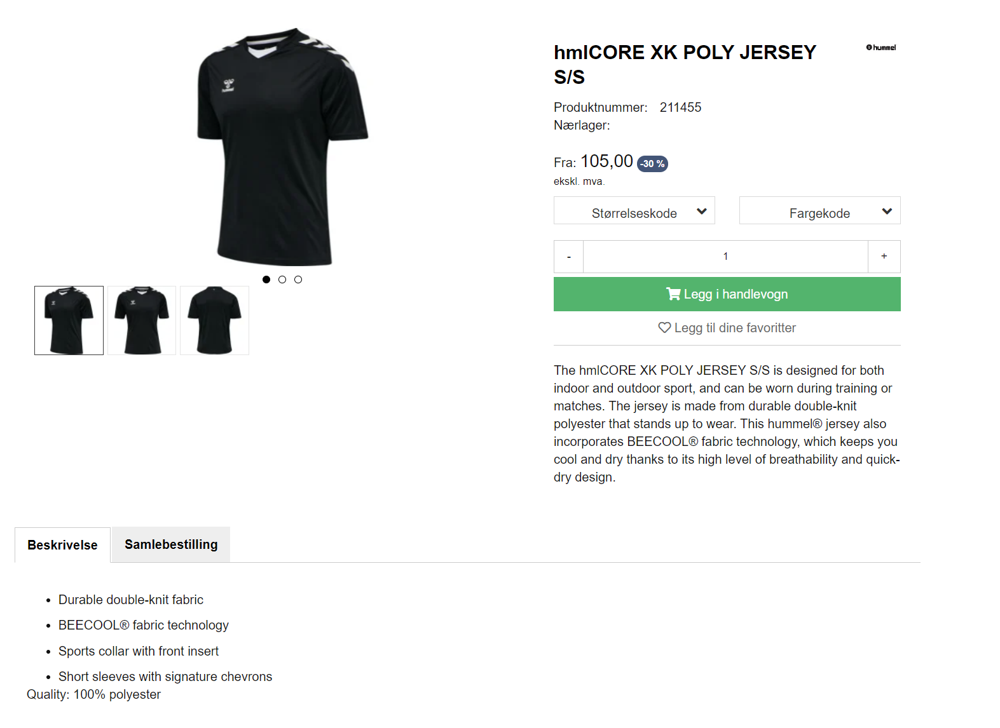 hmlCORE XK POLY JERSEY
S/S
hummel
Produktnummer: 211455
Nærlager:
Fra: 105,00 -30 %
ekskl. mva.
Størrelseskode
Fargekode
- 1 +
Legg i handlevogn
Legg til dine favoritter
The hmlCORE XK POLY JERSEY S/S is designed for both
indoor and outdoor sport, and can be worn during training or
matches. The jersey is made from durable double-knit
polyester that stands up to wear. This hummel® jersey also
incorporates BEECOOL® fabric technology, which keeps you
cool and dry thanks to its high level of breathability and quick-
dry design.
hummel
Beskrivelse
Samlebestilling
• Durable double-knit fabric
• BEECOOL® fabric technology
• Sports collar with front insert
• Short sleeves with signature chevrons
Quality: 100% polyester